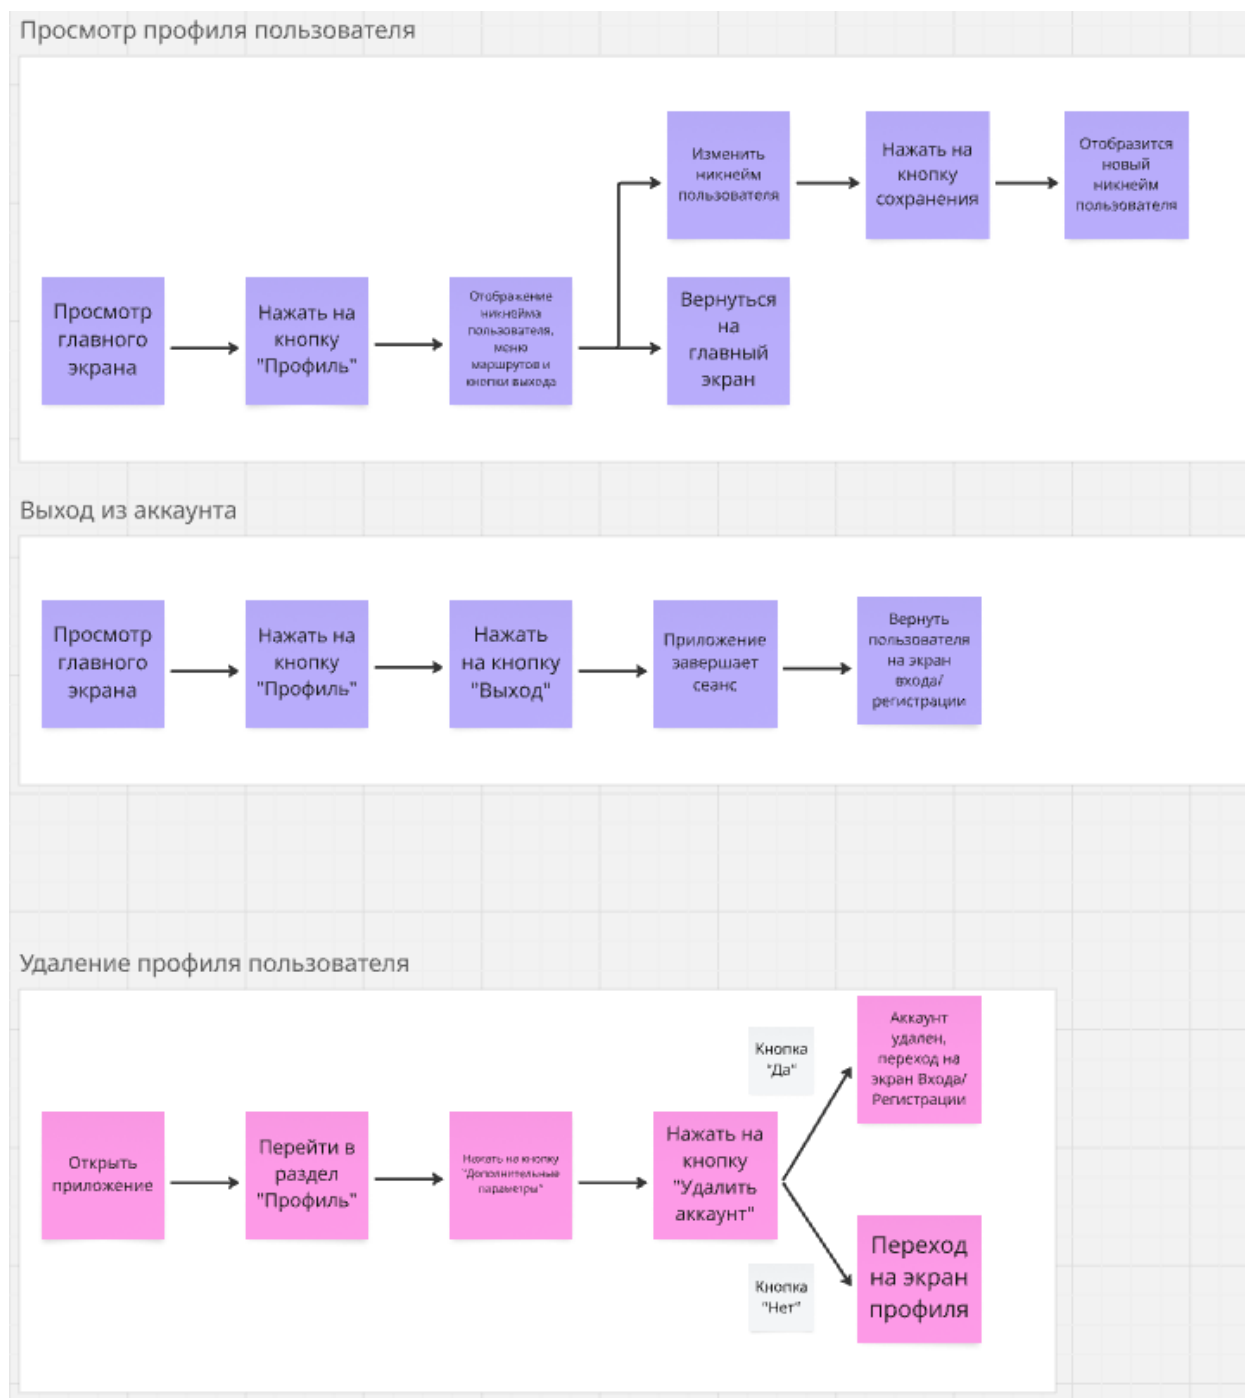 Просмотр профиля пользователя
Изменить
никнейм
пользователя
Нажать на
кнопку
сохранения
Отобразится
новый
никнейм
пользователя
Просмотр
главного
экрана
Нажать на
кнопку
"Профиль"
Отображение
никнейма
пользователя,
меню
маршрутов и
кнопки выхода
Вернуться
на
главный
экран
Выход из аккаунта
Просмотр
главного
экрана
Нажать на
кнопку
"Профиль"
Нажать
на кнопку
"Выход"
Приложение
завершает
сеанс
Вернуть
пользователя
на экран
входа/
регистрации
Удаление профиля пользователя
Открыть
приложение
Перейти в
раздел
"Профиль"
Нажать на кнопку
"Дополнительные
параметры"
Нажать на
кнопку
"Удалить
аккаунт"
Кнопка
"Да"
Аккаунт
удален,
переход на
экран Входа/
Регистрации
Кнопка
"Нет"
Переход
на экран
профиля